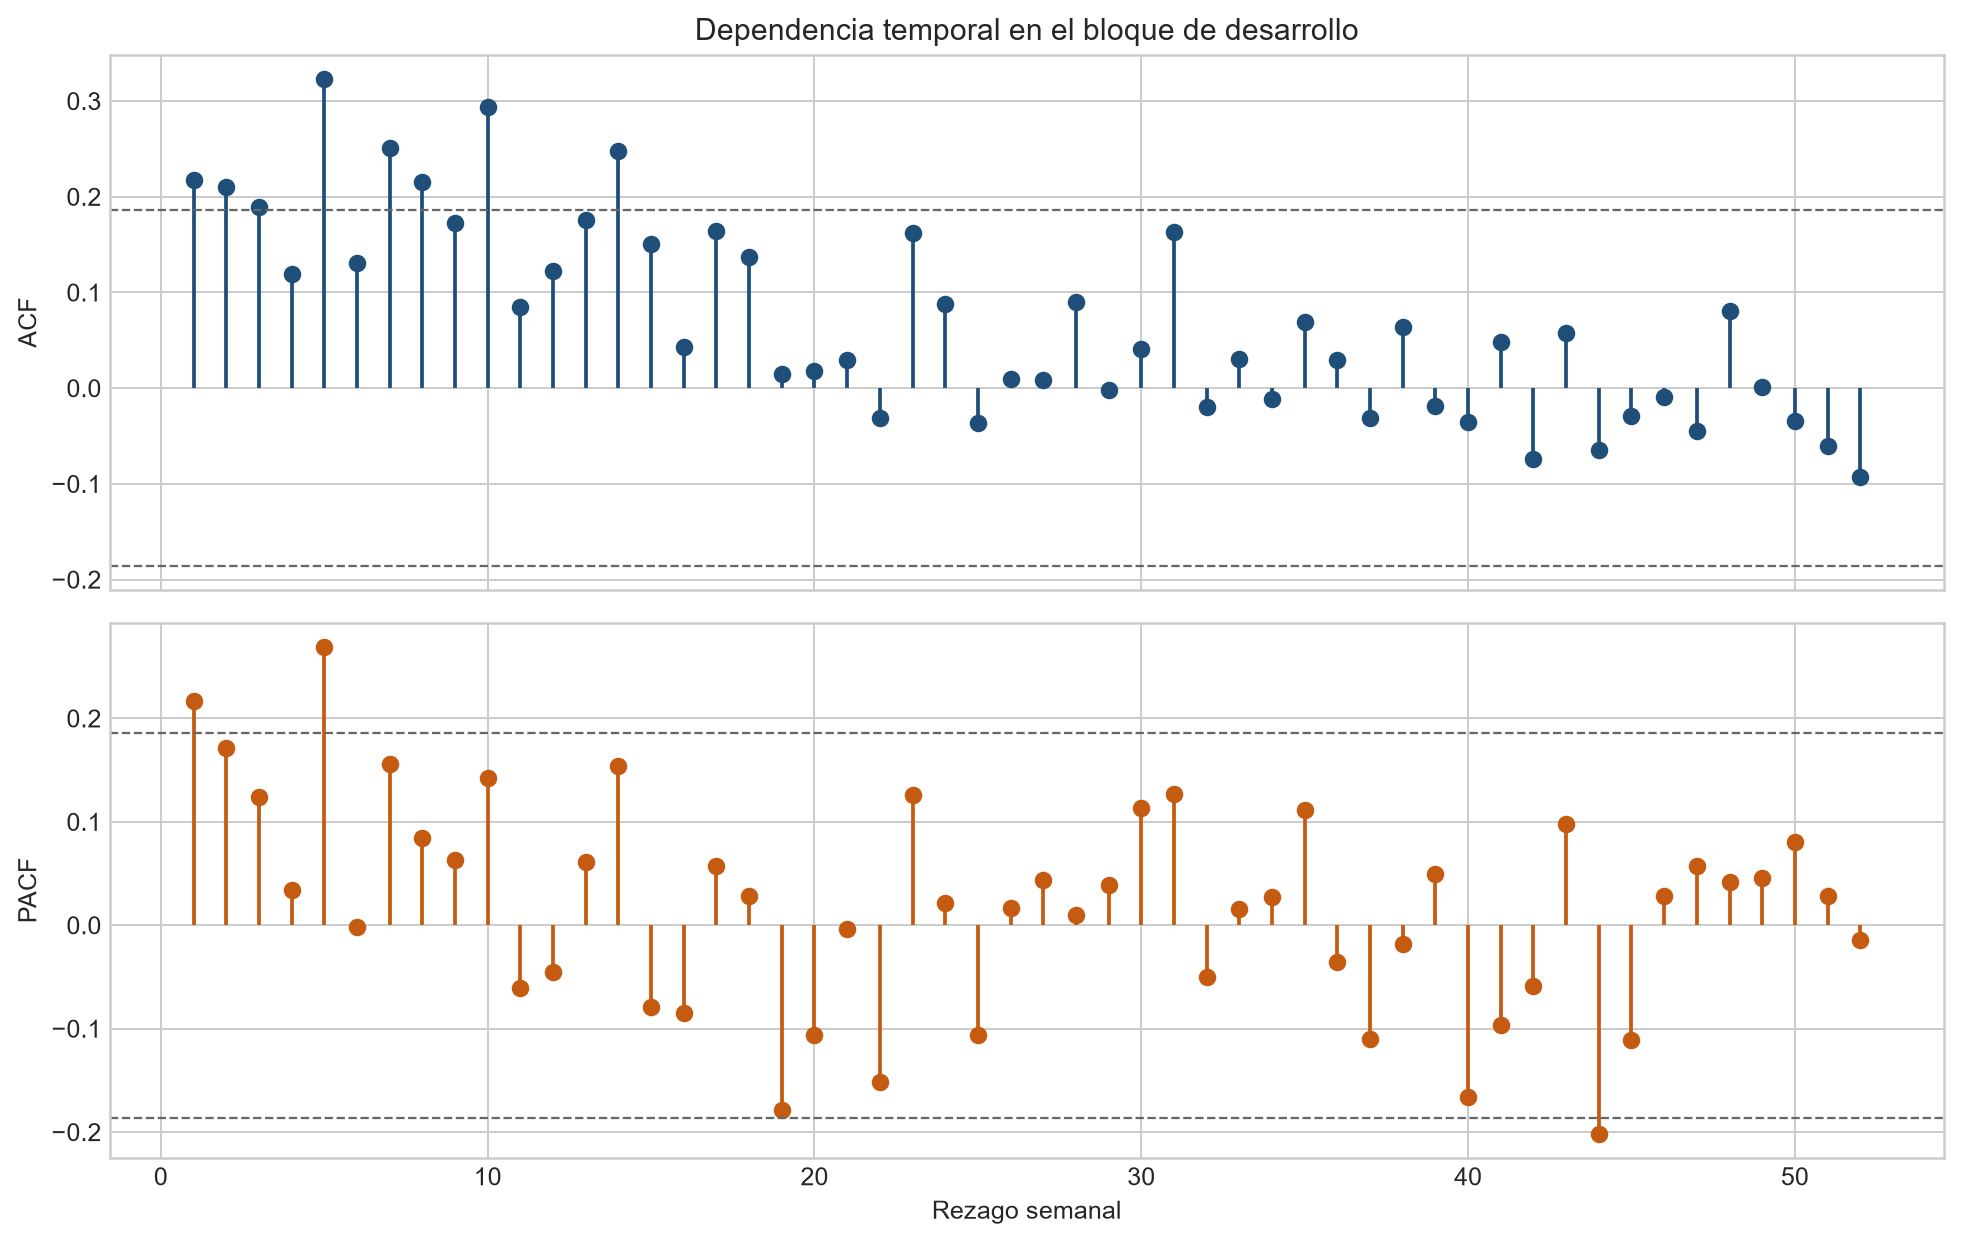 Dependencia temporal en el bloque de desarrollo
ACF
0.3
0.2
0.1
0.0
−0.1
−0.2
PACF
0.2
0.1
0.0
−0.1
−0.2
0 10 20 30 40 50
Rezago semanal